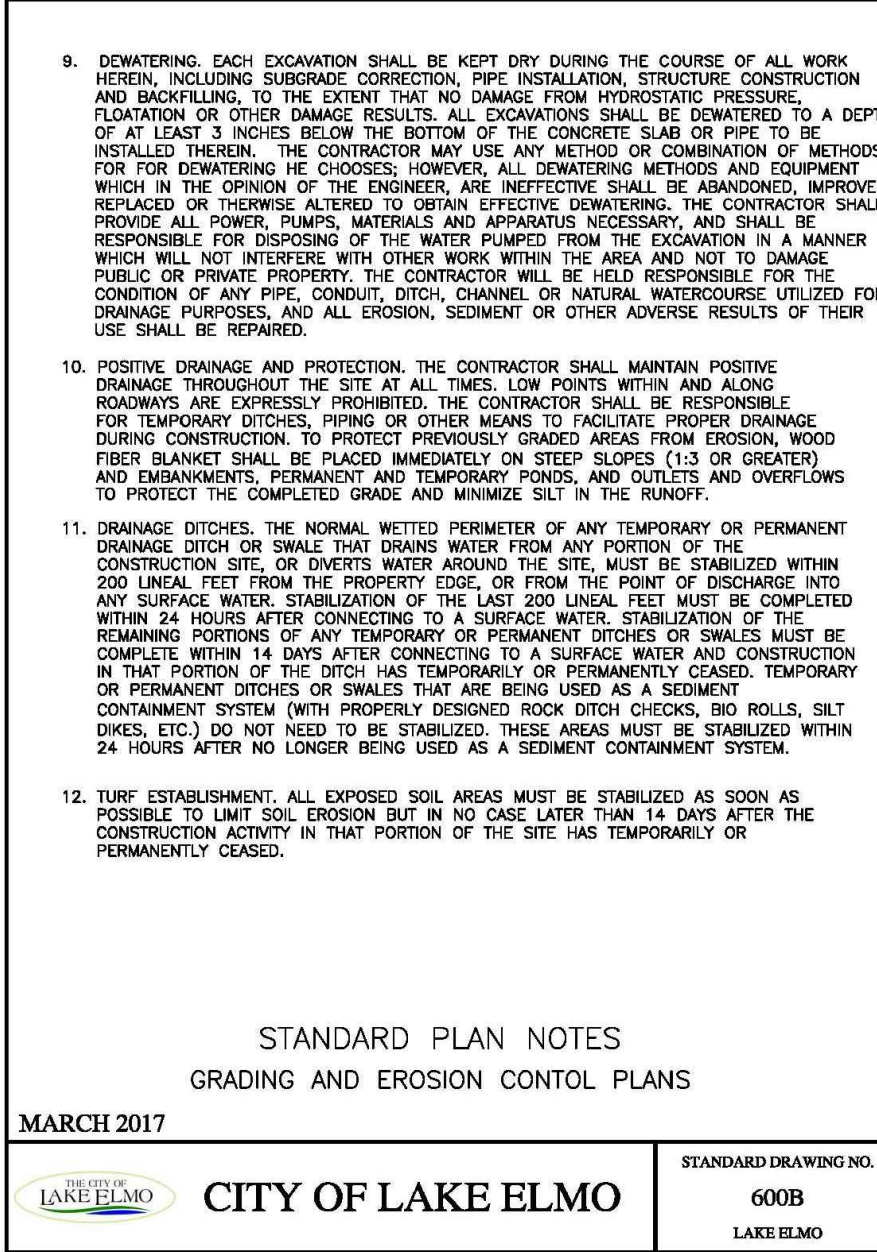 9. DEWATERING. EACH EXCAVATION SHALL BE KEPT DRY DURING THE COURSE OF ALL WORK
HEREIN, INCLUDING SUBGRADE CORRECTION, PIPE INSTALLATION, STRUCTURE CONSTRUCTION
AND BACKFILLING, TO THE EXTENT THAT NO DAMAGE FROM HYDROSTATIC PRESSURE,
FLOATATION OR OTHER DAMAGE RESULTS. ALL EXCAVATIONS SHALL BE DEWATERED TO A DEPT
OF AT LEAST 3 INCHES BELOW THE BOTTOM OF THE CONCRETE SLAB OR PIPE TO BE
INSTALLED THEREIN. THE CONTRACTOR MAY USE ANY METHOD OR COMBINATION OF METHODS
FOR FOR DEWATERING HE CHOOSES; HOWEVER, ALL DEWATERING METHODS AND EQUIPMENT
WHICH IN THE OPINION OF THE ENGINEER, ARE INEFFECTIVE SHALL BE ABANDONED, IMPROVE
REPLACED OR THERWISE ALTERED TO OBTAIN EFFECTIVE DEWATERING. THE CONTRACTOR SHALL
PROVIDE ALL POWER, PUMPS, MATERIALS AND APPARATUS NECESSARY, AND SHALL BE
RESPONSIBLE FOR DISPOSING OF THE WATER PUMPED FROM THE EXCAVATION IN A MANNER
WHICH WILL NOT INTERFERE WITH OTHER WORK WITHIN THE AREA AND NOT TO DAMAGE
PUBLIC OR PRIVATE PROPERTY. THE CONTRACTOR WILL BE HELD RESPONSIBLE FOR THE
CONDITION OF ANY PIPE, CONDUIT, DITCH, CHANNEL OR NATURAL WATERCOURSE UTILIZED FOR
DRAINAGE PURPOSES, AND ALL EROSION, SEDIMENT OR OTHER ADVERSE RESULTS OF THEIR
USE SHALL BE REPAIRED.
10. POSITIVE DRAINAGE AND PROTECTION. THE CONTRACTOR SHALL MAINTAIN POSITIVE
DRAINAGE THROUGHOUT THE SITE AT ALL TIMES. LOW POINTS WITHIN AND ALONG
ROADWAYS ARE EXPRESSLY PROHIBITED. THE CONTRACTOR SHALL BE RESPONSIBLE
FOR TEMPORARY DITCHES, PIPING OR OTHER MEANS TO FACILITATE PROPER DRAINAGE
DURING CONSTRUCTION. TO PROTECT PREVIOUSLY GRADED AREAS FROM EROSION, WOOD
FIBER BLANKET SHALL BE PLACED IMMEDIATELY ON STEEP SLOPES (1:3 OR GREATER)
AND EMBANKMENTS, PERMANENT AND TEMPORARY PONDS, AND OUTLETS AND OVERFLOWS
TO PROTECT THE COMPLETED GRADE AND MINIMIZE SILT IN THE RUNOFF.
11. DRAINAGE DITCHES. THE NORMAL WETTED PERIMETER OF ANY TEMPORARY OR PERMANENT
DRAINAGE DITCH OR SWALE THAT DRAINS WATER FROM ANY PORTION OF THE
CONSTRUCTION SITE, OR DIVERTS WATER AROUND THE SITE, MUST BE STABILIZED WITHIN
200 LINEAL FEET FROM THE PROPERTY EDGE, OR FROM THE POINT OF DISCHARGE INTO
ANY SURFACE WATER. STABILIZATION OF THE LAST 200 LINEAL FEET MUST BE COMPLETED
WITHIN 24 HOURS AFTER CONNECTING TO A SURFACE WATER. STABILIZATION OF THE
REMAINING PORTIONS OF ANY TEMPORARY OR PERMANENT DITCHES OR SWALES MUST BE
COMPLETE WITHIN 14 DAYS AFTER CONNECTING TO A SURFACE WATER AND CONSTRUCTION
IN THAT PORTION OF THE DITCH HAS TEMPORARILY OR PERMANENTLY CEASED. TEMPORARY
OR PERMANENT DITCHES OR SWALES THAT ARE BEING USED AS A SEDIMENT
CONTAINMENT SYSTEM (WITH PROPERLY DESIGNED ROCK DITCH CHECKS, BIO ROLLS, SILT
DIKES, ETC.) DO NOT NEED TO BE STABILIZED. THESE AREAS MUST BE STABILIZED WITHIN
24 HOURS AFTER NO LONGER BEING USED AS A SEDIMENT CONTAINMENT SYSTEM.
12. TURF ESTABLISHMENT. ALL EXPOSED SOIL AREAS MUST BE STABILIZED AS SOON AS
POSSIBLE TO LIMIT SOIL EROSION BUT IN NO CASE LATER THAN 14 DAYS AFTER THE
CONSTRUCTION ACTIVITY IN THAT PORTION OF THE SITE HAS TEMPORARILY OR
PERMANENTLY CEASED.
STANDARD PLAN NOTES
GRADING AND EROSION CONTOL PLANS
MARCH 2017
THE CITY OF
LAKE ELMO
CITY OF LAKE ELMO
STANDARD DRAWING NO.
600B
LAKE ELMO